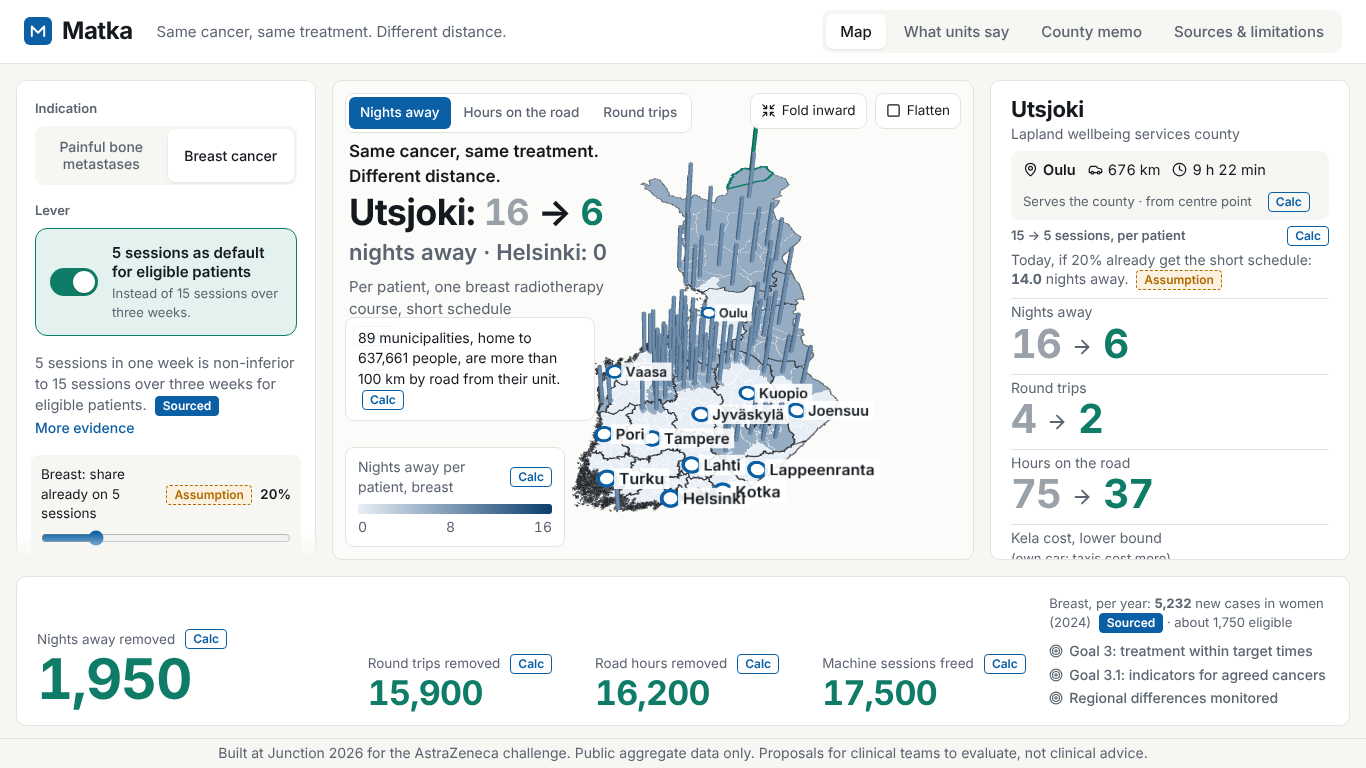 Matka
Same cancer, same treatment. Different distance.
Map
What units say
County memo
Sources & limitations
Indication
Painful bone
metastases
Breast cancer
Lever
5 sessions as default
for eligible patients
Instead of 15 sessions over
three weeks.
5 sessions in one week is non-inferior
to 15 sessions over three weeks for
eligible patients. Sourced
More evidence
Breast: share
already on 5
sessions
Assumption 20%
Nights away
Hours on the road
Round trips
Fold inward
Flatten
Same cancer, same treatment.
Different distance.
Utsjoki: 16 → 6
nights away · Helsinki: 0
Per patient, one breast radiotherapy
course, short schedule
89 municipalities, home to
637,661 people, are more than
100 km by road from their unit.
Calc
Nights away per
patient, breast
Calc
0 8 16
Oulu
Vaasa
Kuopio
Jyväskylä
Joensuu
Pori
Tampere
Lahti
Lappeenranta
Turku
Helsinki
Kotka
Utsjoki
Lapland wellbeing services county
Oulu 676 km 9 h 22 min
Serves the county · from centre point Calc
15 → 5 sessions, per patient Calc
Today, if 20% already get the short schedule:
14.0 nights away. Assumption
Nights away
16 → 6
Round trips
4 → 2
Hours on the road
75 → 37
Kela cost, lower bound
(own car; taxis cost more)
Nights away removed Calc
1,950
Round trips removed Calc
15,900
Road hours removed Calc
16,200
Machine sessions freed Calc
17,500
Breast, per year: 5,232 new cases in women
(2024) Sourced · about 1,750 eligible
Goal 3: treatment within target times
Goal 3.1: indicators for agreed cancers
Regional differences monitored
Built at Junction 2026 for the AstraZeneca challenge. Public aggregate data only. Proposals for clinical teams to evaluate, not clinical advice.